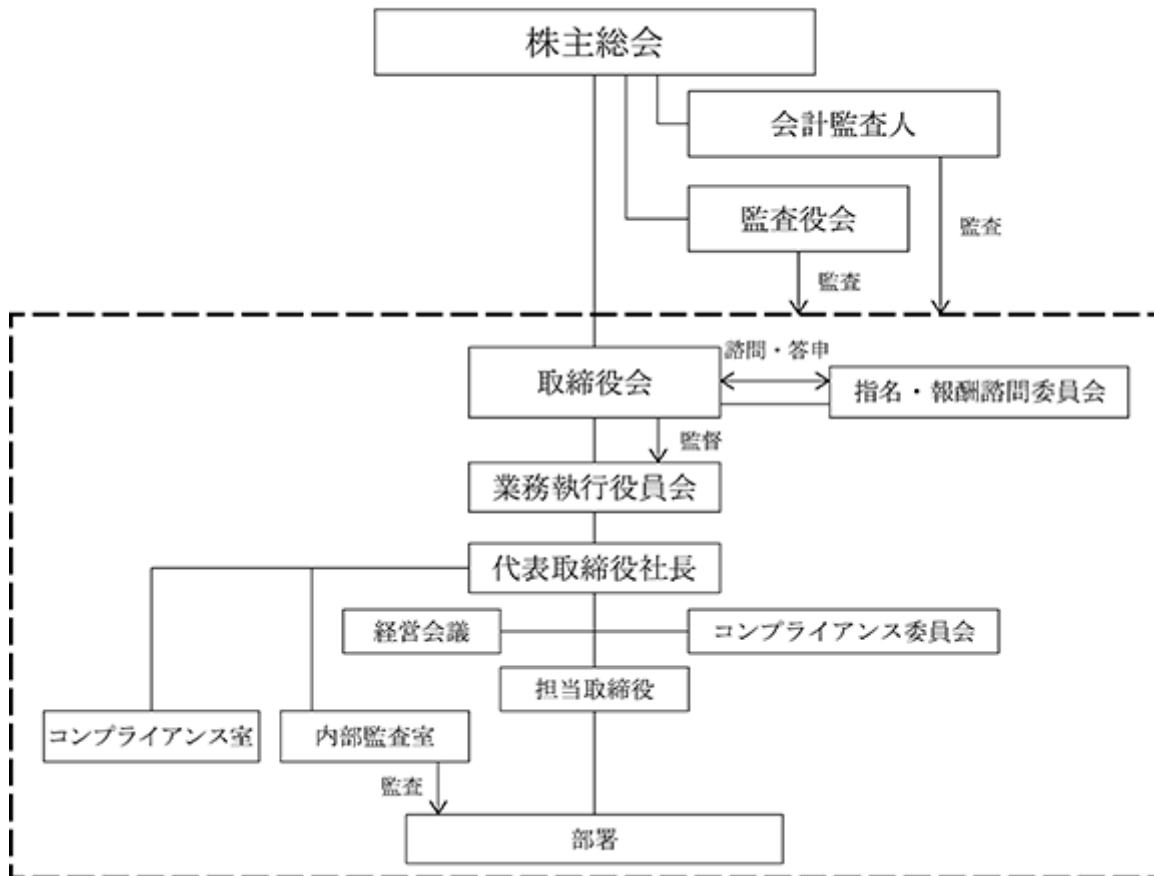 株主総会
会計監査人
監査役会
監査
監査
諮問・答申
取締役会
指名・報酬諮問委員会
監督
業務執行役員会
代表取締役社長
経営会議
コンプライアンス委員会
担当取締役
コンプライアンス室
内部監査室
監査
部署